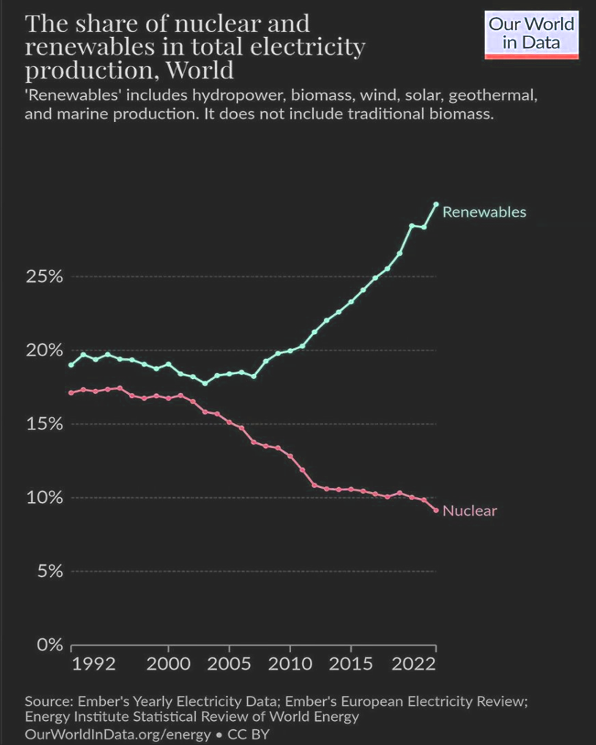 The share of nuclear and
renewables in total electricity
production, World
Our World
in Data
'Renewables' includes hydropower, biomass, wind, solar, geothermal,
and marine production. It does not include traditional biomass.
Renewables
25%
20%
15%
10%
Nuclear
5%
0%
1992 2000 2005 2010 2015 2022
Source: Ember's Yearly Electricity Data; Ember's European Electricity Review;
Energy Institute Statistical Review of World Energy
OurWorldInData.org/energy • CC BY